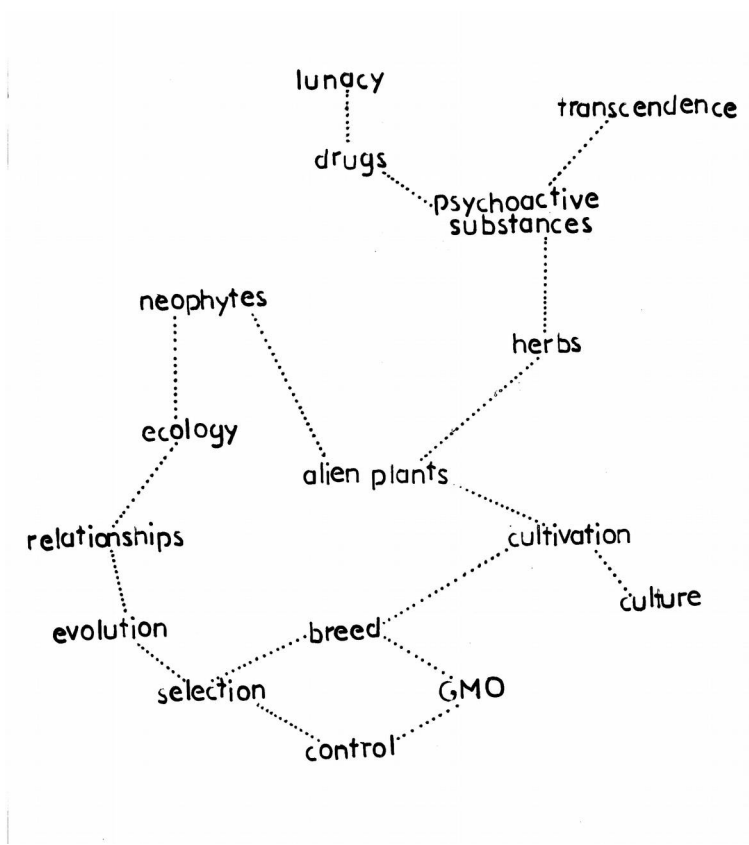 lunacy
transcendence
drugs
psychoactive
substances
neophytes
herbs
ecology
alien plants
relationships
cultivation
culture
evolution
breed
selection
GMO
control